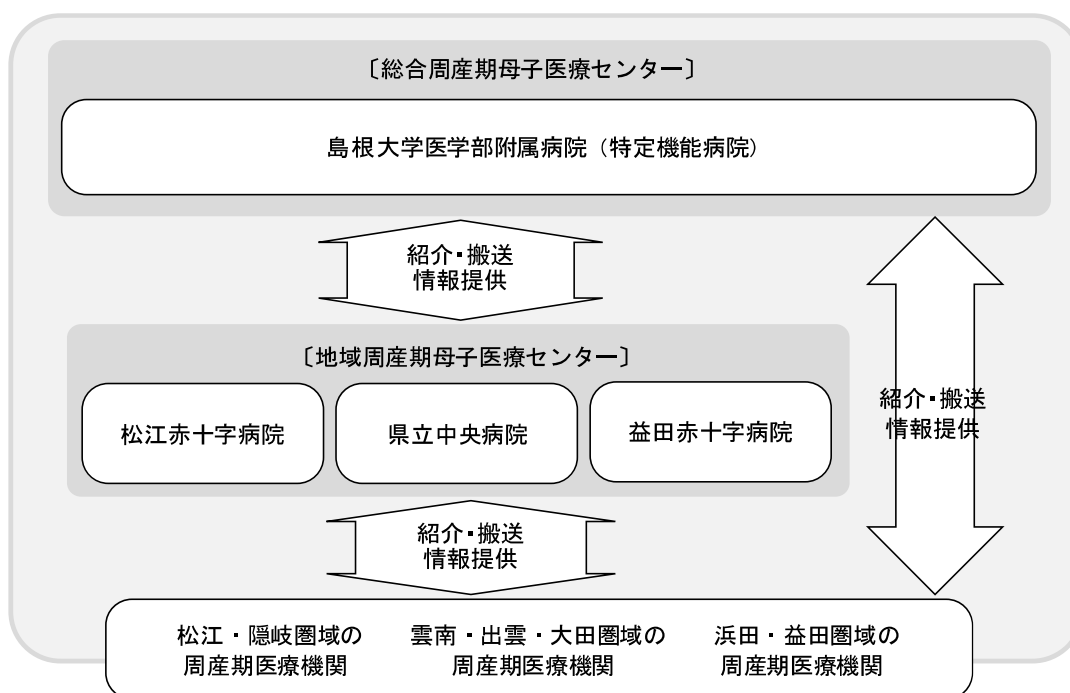 〔総合周産期母子医療センター〕
島根大学医学部附属病院（特定機能病院）
紹介・搬送
情報提供
〔地域周産期母子医療センター〕
松江赤十字病院
県立中央病院
益田赤十字病院
紹介・搬送
情報提供
紹介・搬送
情報提供
松江・隠岐圏域の
周産期医療機関
雲南・出雲・大田圏域の
周産期医療機関
浜田・益田圏域の
周産期医療機関